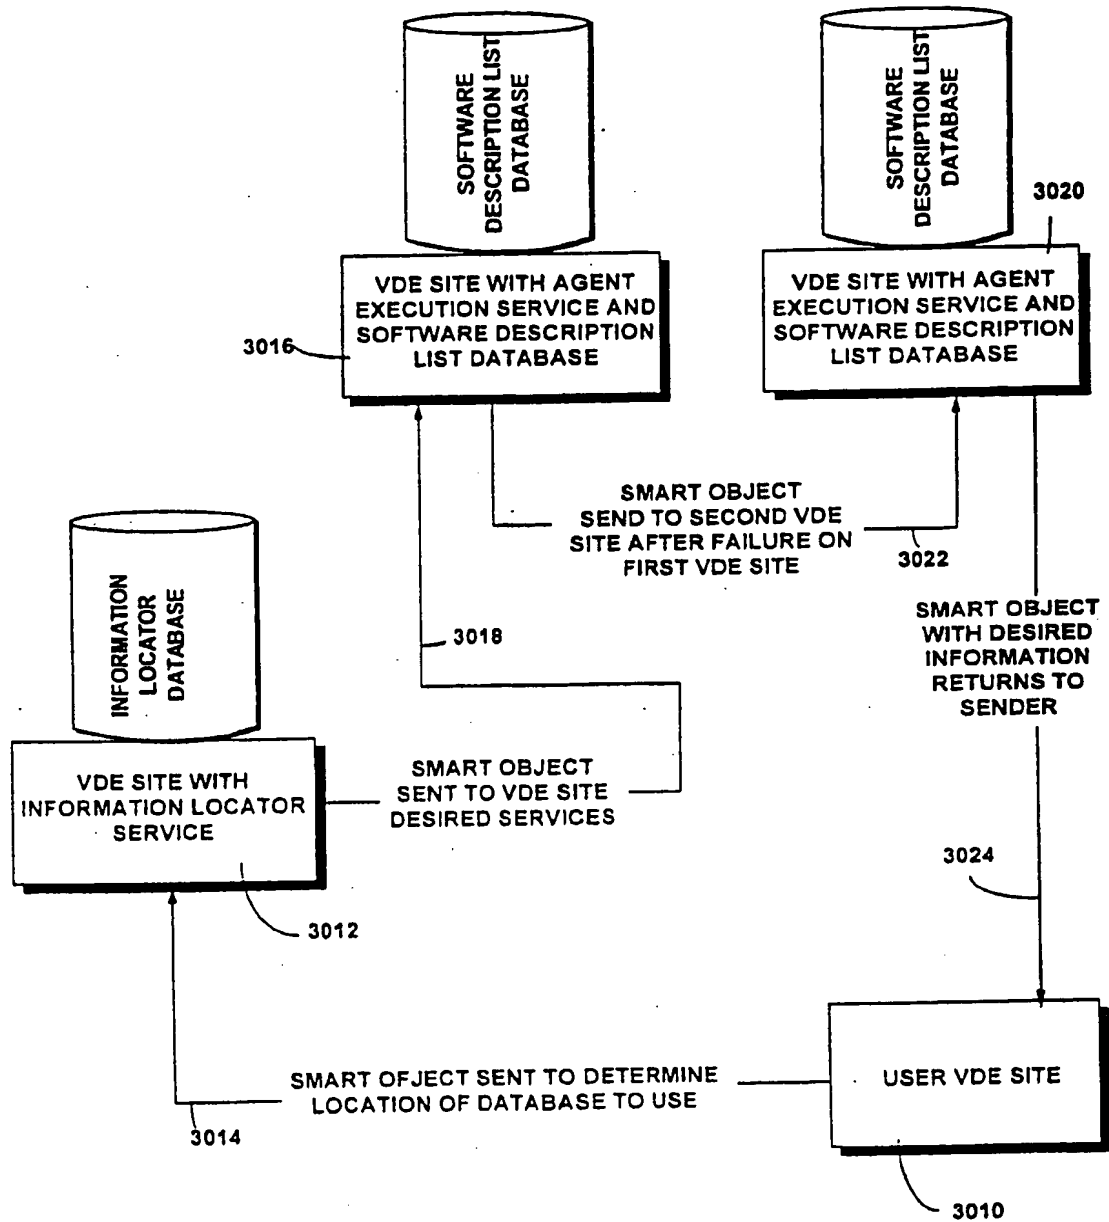 SOFTWARE
DESCRIPTION LIST
DATABASE
SOFTWARE
DESCRIPTION LIST
DATABASE
3020
VDE SITE WITH AGENT
EXECUTION SERVICE AND
SOFTWARE DESCRIPTION
LIST DATABASE
VDE SITE WITH AGENT
EXECUTION SERVICE AND
SOFTWARE DESCRIPTION
LIST DATABASE
3016
SMART OBJECT
SEND TO SECOND VDE
SITE AFTER FAILURE ON
FIRST VDE SITE
3022
INFORMATION
LOCATOR
DATABASE
3018
SMART OBJECT
WITH DESIRED
INFORMATION
RETURNS TO
SENDER
VDE SITE WITH
INFORMATION LOCATOR
SERVICE
SMART OBJECT
SENT TO VDE SITE
DESIRED SERVICES
3024
3012
SMART OFJECT SENT TO DETERMINE
LOCATION OF DATABASE TO USE
USER VDE SITE
3014
3010